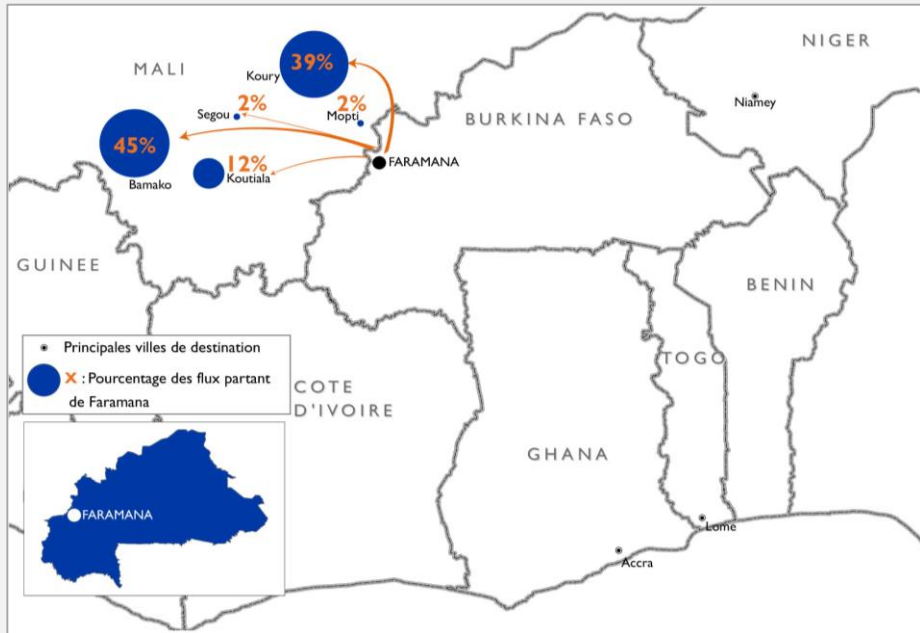 NIGER
39%
Koury
MALI
Niamey
2%
Segou
2%
Mopti
BURKINA FASO
45%
Bamako
12%
Koutiala
FARAMANA
GUINEE
BENIN
Principales villes de destination
X : Pourcentage des flux partant
de Faramana
TOGO
COTE
D'IVOIRE
GHANA
FARAMANA
Lome
Accra